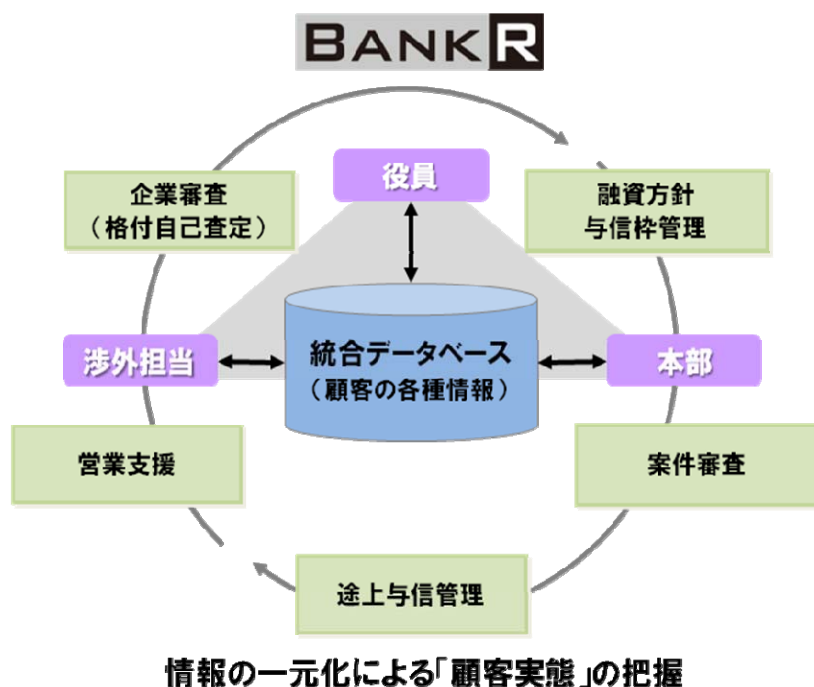 BANKR
役員
企業審査
（格付自己査定）
融資方針
与信枠管理
統合データベース
（顧客の各種情報）
渉外担当
本部
営業支援
案件審査
途上与信管理
情報の一元化による「顧客実態」の把握